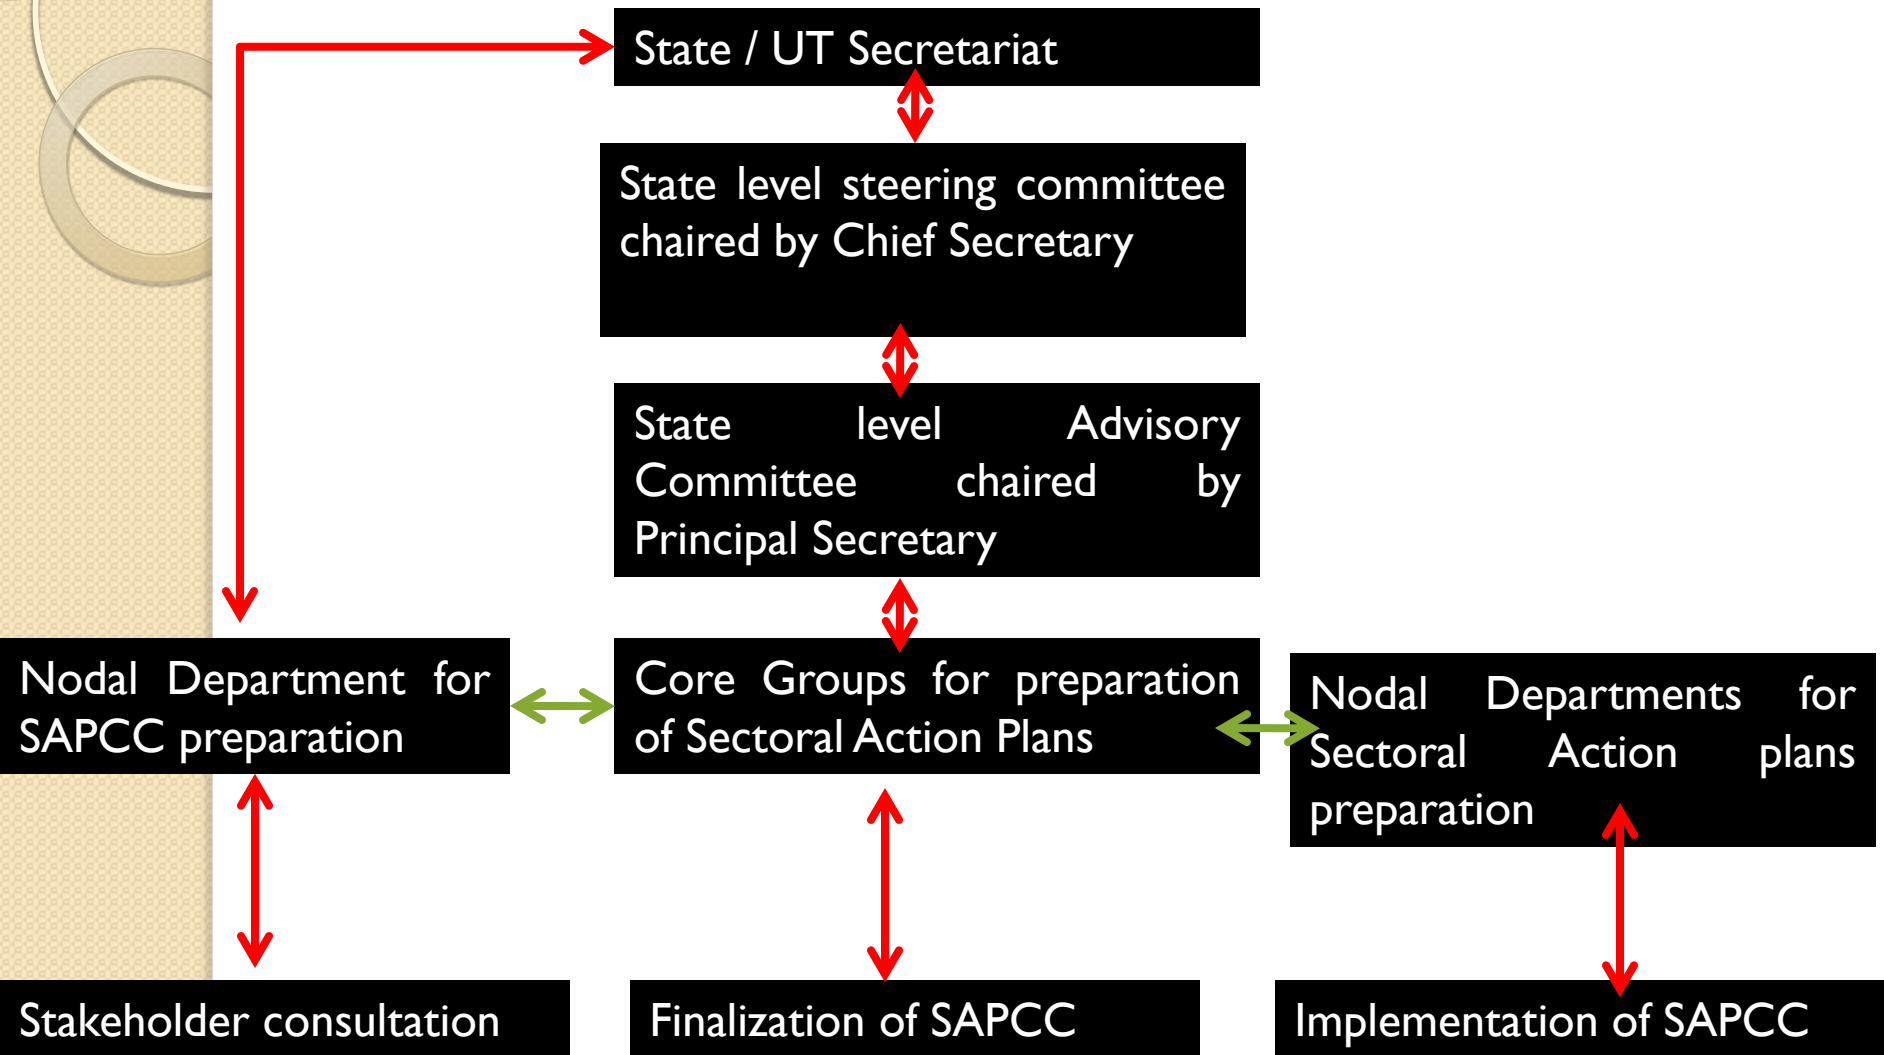 State / UT Secretariat
State level steering committee
chaired by Chief Secretary
State level Advisory
Committee chaired by
Principal Secretary
Nodal Department for
SAPCC preparation
Core Groups for preparation
of Sectoral Action Plans
Nodal Departments for
Sectoral Action plans
preparation
Stakeholder consultation
Finalization of SAPCC
Implementation of SAPCC